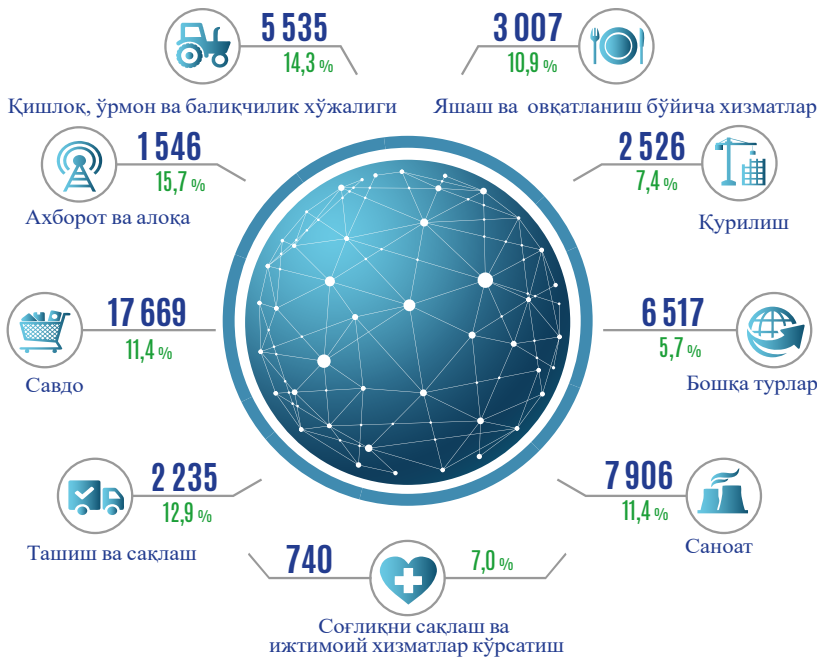 5 535
14,3 %
Қишлоқ, ўрмон ва балиқчилик хўжалиги
3 007
10,9 %
Яшаш ва овқатланиш бўйича хизматлар
1 546
15,7 %
Ахборот ва алоқа
2 526
7,4 %
Қурилиш
17 669
11,4 %
Савдо
6 517
5,7 %
Бошқа турлар
2 235
12,9 %
Ташиш ва сақлаш
7 906
11,4 %
Саноат
740
7,0 %
Соғлиқни сақлаш ва
ижтимоий хизматлар кўрсатиш